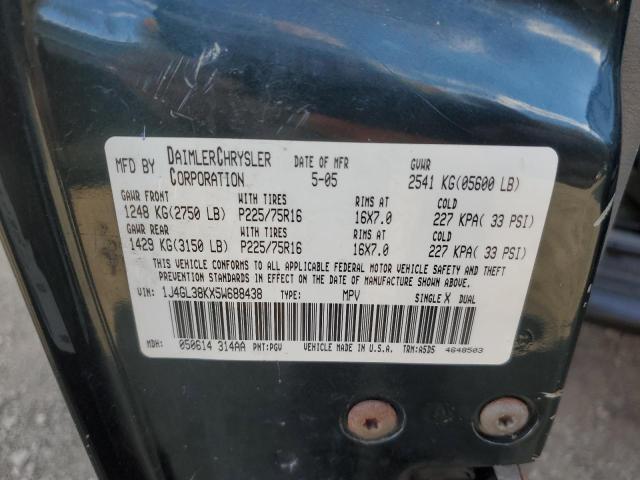 MFD BY DAIMLERCHRYSLER CORPORATION DATE OF MFR 5-05 GVWR 2541 KG(05600 LB)
GAWR FRONT WITH TIRES RIMS AT COLD
1248 KG(2750 LB) P225/75R16 16X7.0 227 KPA( 33 PSI)
GAWR REAR WITH TIRES RIMS AT COLD
1429 KG(3150 LB) P225/75R16 16X7.0 227 KPA( 33 PSI)
THIS VEHICLE CONFORMS TO ALL APPLICABLE FEDERAL MOTOR VEHICLE SAFETY AND THEFT
PREVENTION STANDARDS IN EFFECT ON THE DATE OF MANUFACTURE SHOWN ABOVE.
VIN: 1J4GL38KX5W688438 TYPE: MPV SINGLE X DUAL
MDH: 050614 314AA PNT:PGV VEHICLE MADE IN U.S.A. TRM:A5D5 4648503